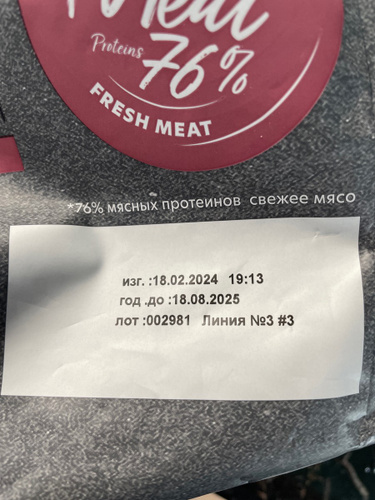 Meat
Proteins 76%
FRESH MEAT
*76% мясных протеинов свежее мясо
изг. :18.02.2024 19:13
год .до :18.08.2025
лот :002981 Линия №3 #3